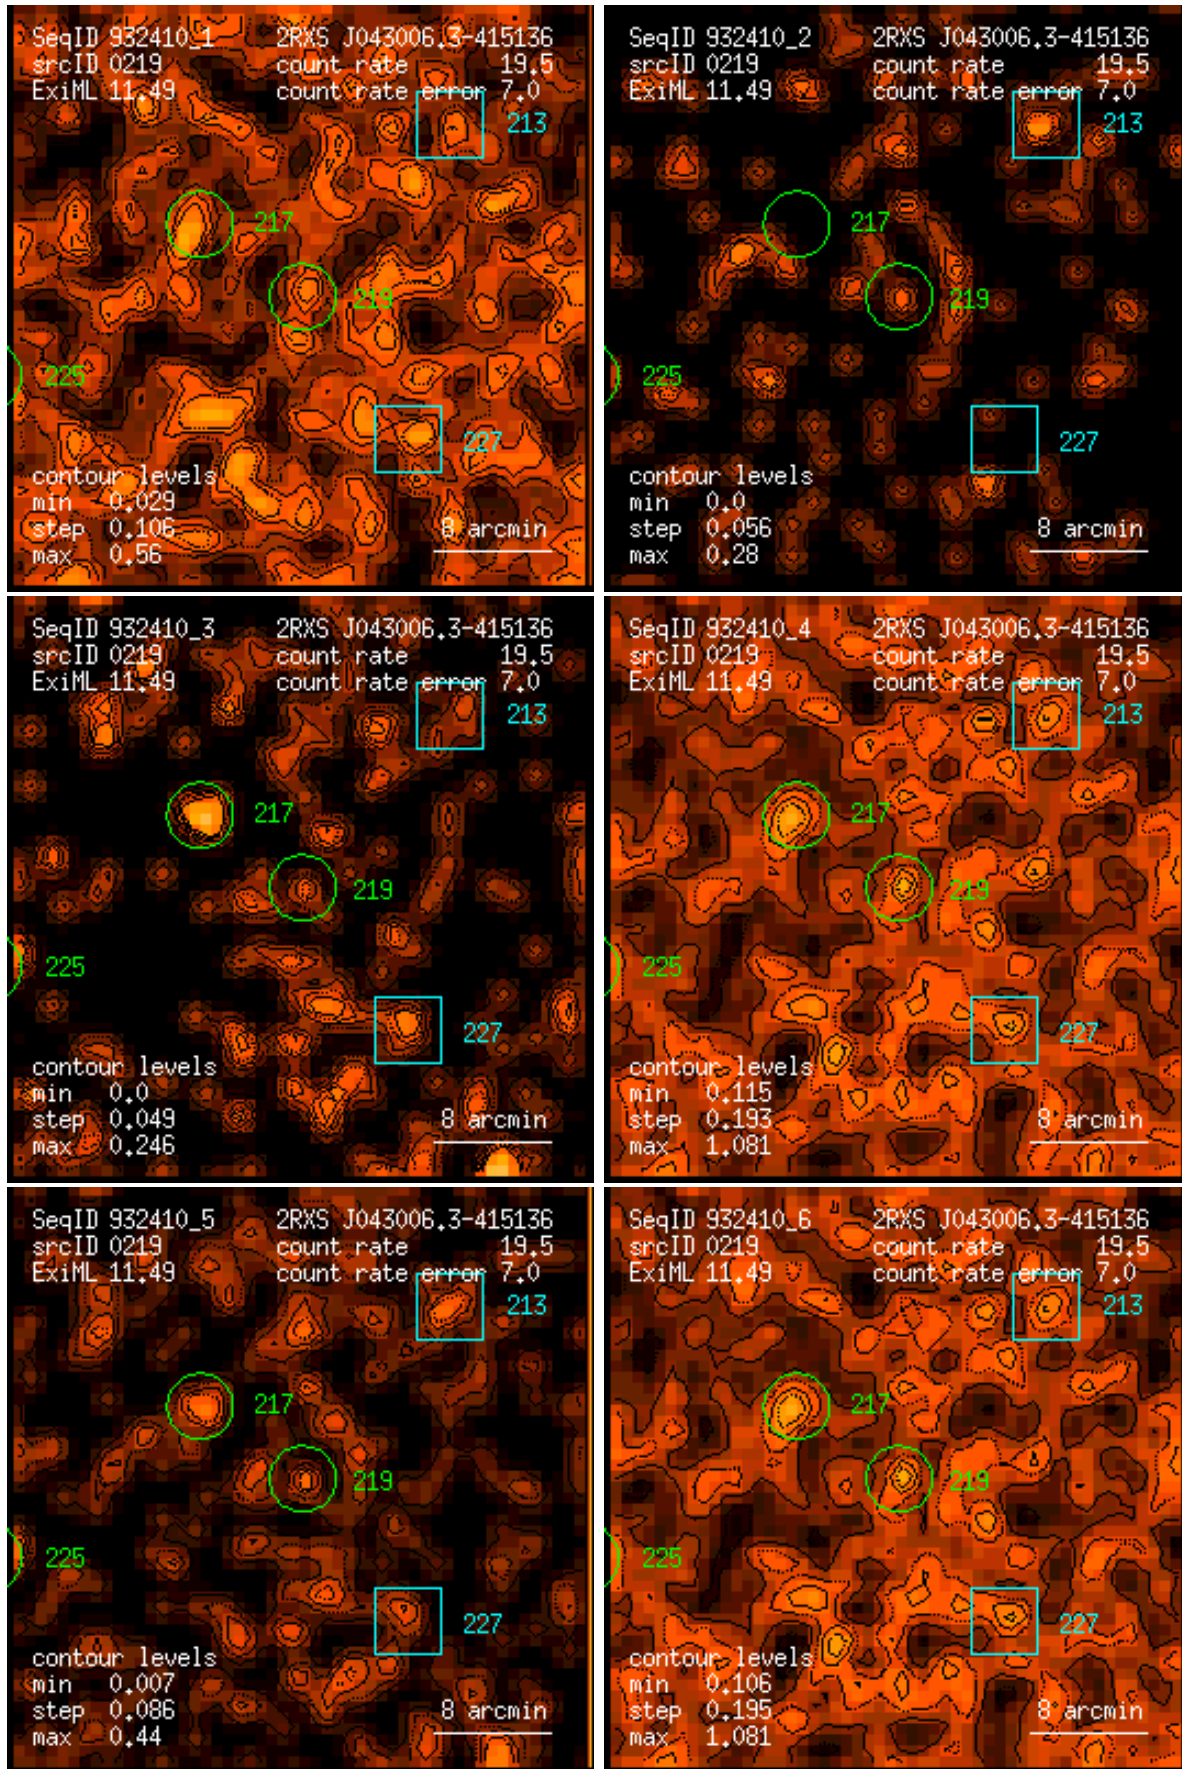 SeqID 932410_1 2RXS J043006.3-415136
srcID 0219 count rate 19.5
ExiML 11.49 count rate error 7.0
213
217
219
225
227
contour levels
min 0.029
step 0.106
max 0.56
8 arcmin
SeqID 932410_2 2RXS J043006.3-415136
srcID 0219 count rate 19.5
ExiML 11.49 count rate error 7.0
213
217
219
225
227
contour levels
min 0.0
step 0.056
max 0.28
8 arcmin
SeqID 932410_3 2RXS J043006.3-415136
srcID 0219 count rate 19.5
ExiML 11.49 count rate error 7.0
213
217
219
225
227
contour levels
min 0.0
step 0.049
max 0.246
8 arcmin
SeqID 932410_4 2RXS J043006.3-415136
srcID 0219 count rate 19.5
ExiML 11.49 count rate error 7.0
213
217
219
225
227
contour levels
min 0.115
step 0.193
max 1.081
8 arcmin
SeqID 932410_5 2RXS J043006.3-415136
srcID 0219 count rate 19.5
ExiML 11.49 count rate error 7.0
213
217
219
225
227
contour levels
min 0.007
step 0.086
max 0.44
8 arcmin
SeqID 932410_6 2RXS J043006.3-415136
srcID 0219 count rate 19.5
ExiML 11.49 count rate error 7.0
213
217
219
225
227
contour levels
min 0.106
step 0.195
max 1.081
8 arcmin